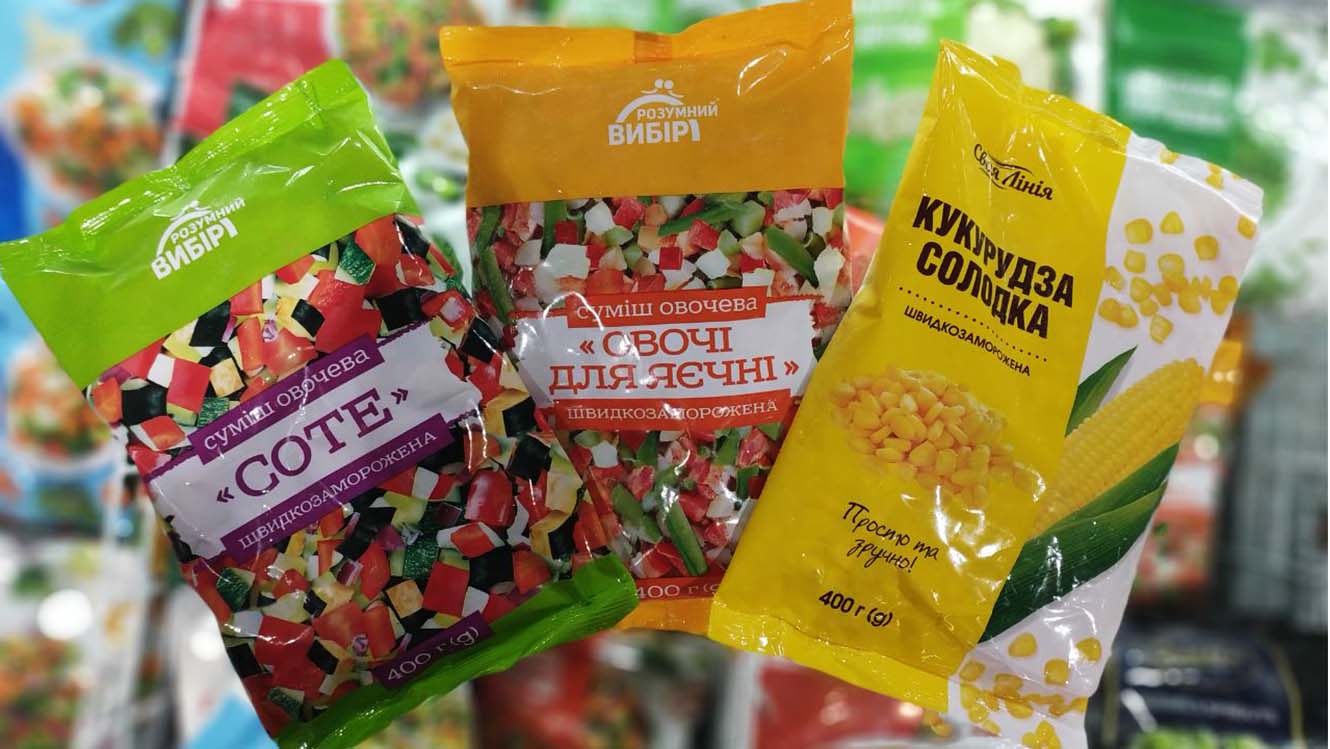 РОЗУМНИЙ
ВИБІР
суміш овочева
«СОТЕ»
ШВИДКОЗАМОРОЖЕНА
400 г (g)
РОЗУМНИЙ
ВИБІР
суміш овочева
«ОВОЧІ
ДЛЯ ЯЄЧНІ»
ШВИДКОЗАМОРОЖЕНА
400 г (g)
Своя Лінія
КУКУРУДЗА
СОЛОДКА
ШВИДКОЗАМОРОЖЕНА
Просто та
зручно!
400 г (g)